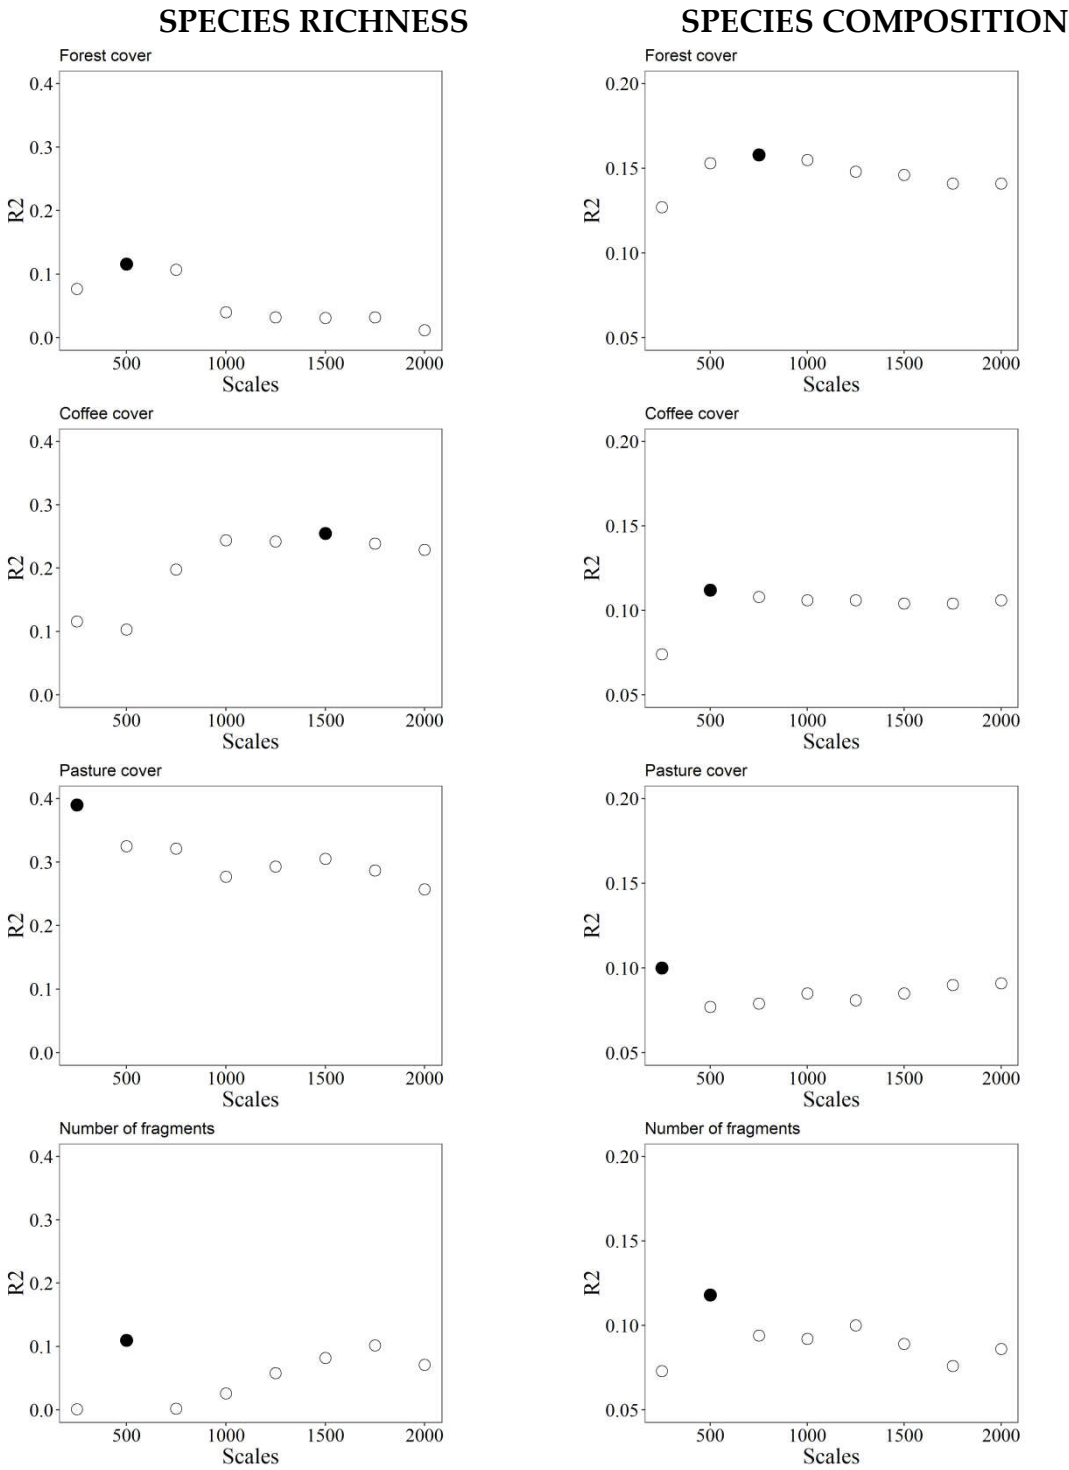 SPECIES RICHNESS
SPECIES COMPOSITION
Forest cover
0.4
0.3
0.2
0.1
0.0
R2
500 1000 1500 2000
Scales
Forest cover
0.20
0.15
0.10
0.05
R2
500 1000 1500 2000
Scales
Coffee cover
0.4
0.3
0.2
0.1
0.0
R2
500 1000 1500 2000
Scales
Coffee cover
0.20
0.15
0.10
0.05
R2
500 1000 1500 2000
Scales
Pasture cover
0.4
0.3
0.2
0.1
0.0
R2
500 1000 1500 2000
Scales
Pasture cover
0.20
0.15
0.10
0.05
R2
500 1000 1500 2000
Scales
Number of fragments
0.4
0.3
0.2
0.1
0.0
R2
500 1000 1500 2000
Scales
Number of fragments
0.20
0.15
0.10
0.05
R2
500 1000 1500 2000
Scales